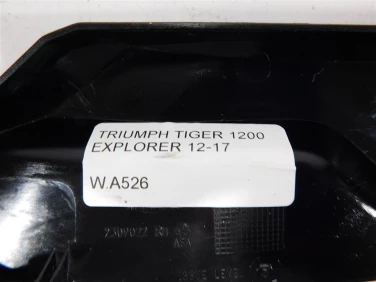 TRIUMPH TIGER 1200
EXPLORER 12-17
W.A526